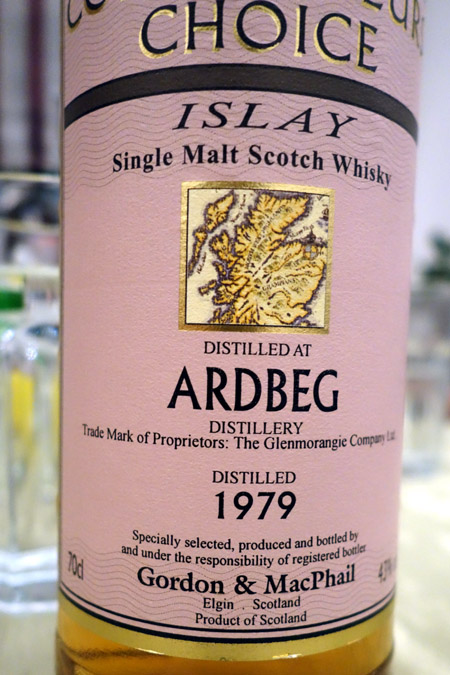 CHOICE
ISLAY
Single Malt Scotch Whisky
DISTILLED AT
ARDBEG
DISTILLERY
Trade Mark of Proprietors: The Glenmorangie Company Ltd.
DISTILLED
1979
Specially selected, produced and bottled by
and under the responsibility of registered bottler
70cl
Gordon & MacPhail
43%
Elgin . Scotland
Product of Scotland